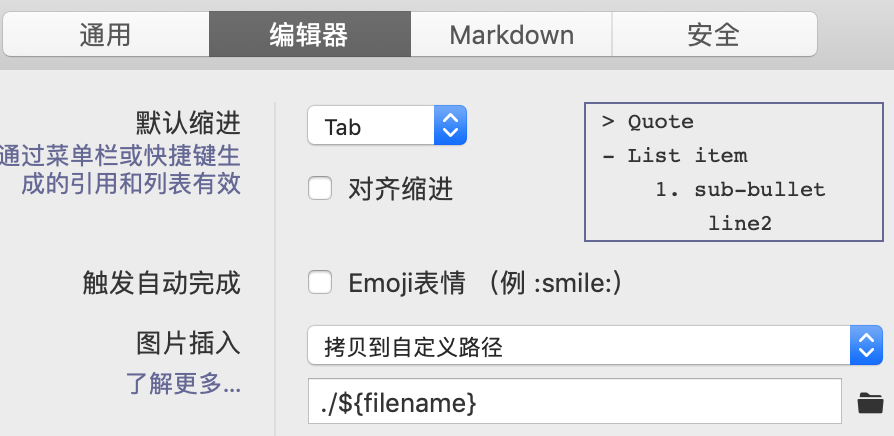 通用 编辑器 Markdown 安全
默认缩进
通过菜单栏或快捷键生
成的引用和列表有效
Tab
对齐缩进
> Quote
- List item
1. sub-bullet
line2
触发自动完成
Emoji表情 （例 :smile:)
图片插入
了解更多...
拷贝到自定义路径
./${filename}